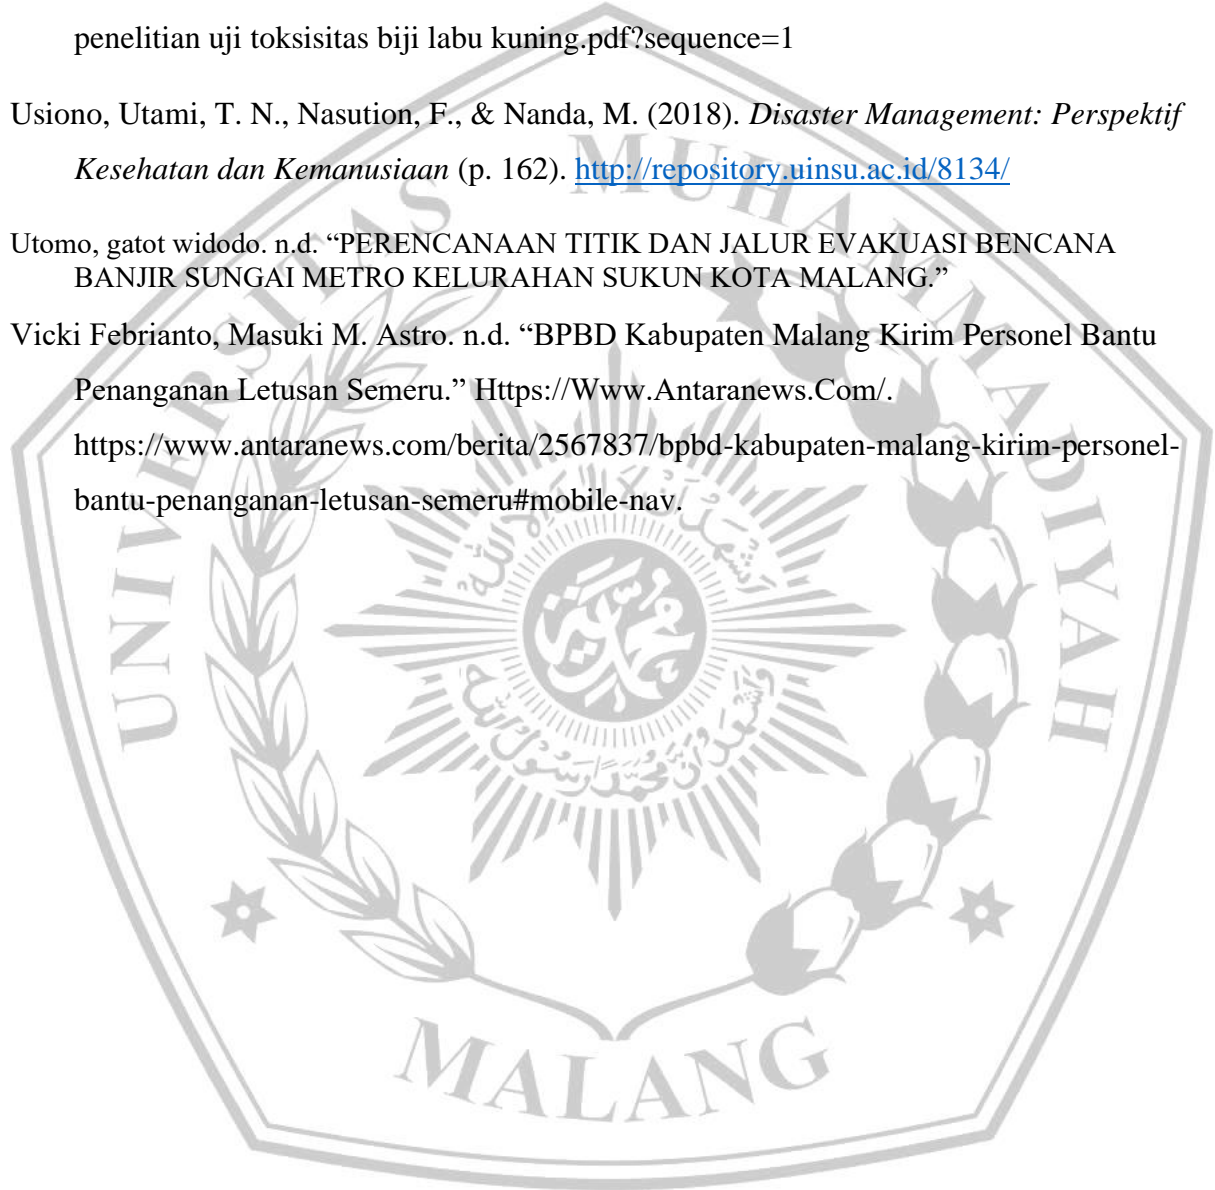 penelitian uji toksisitas biji labu kuning.pdf?sequence=1
Usiono, Utami, T. N., Nasution, F., & Nanda, M. (2018). Disaster Management: Perspektif
Kesehatan dan Kemanusiaan (p. 162). http://repository.uinsu.ac.id/8134/
Utomo, gatot widodo. n.d. “PERENCANAAN TITIK DAN JALUR EVAKUASI BENCANA
BANJIR SUNGAI METRO KELURAHAN SUKUN KOTA MALANG.”
Vicki Febrianto, Masuki M. Astro. n.d. “BPBD Kabupaten Malang Kirim Personel Bantu
Penanganan Letusan Semeru.” Https://Www.Antaranews.Com/.
https://www.antaranews.com/berita/2567837/bpbd-kabupaten-malang-kirim-personel-
bantu-penanganan-letusan-semeru#mobile-nav.
UNIVERSITAS MUHAMMADIYAH
MALANG